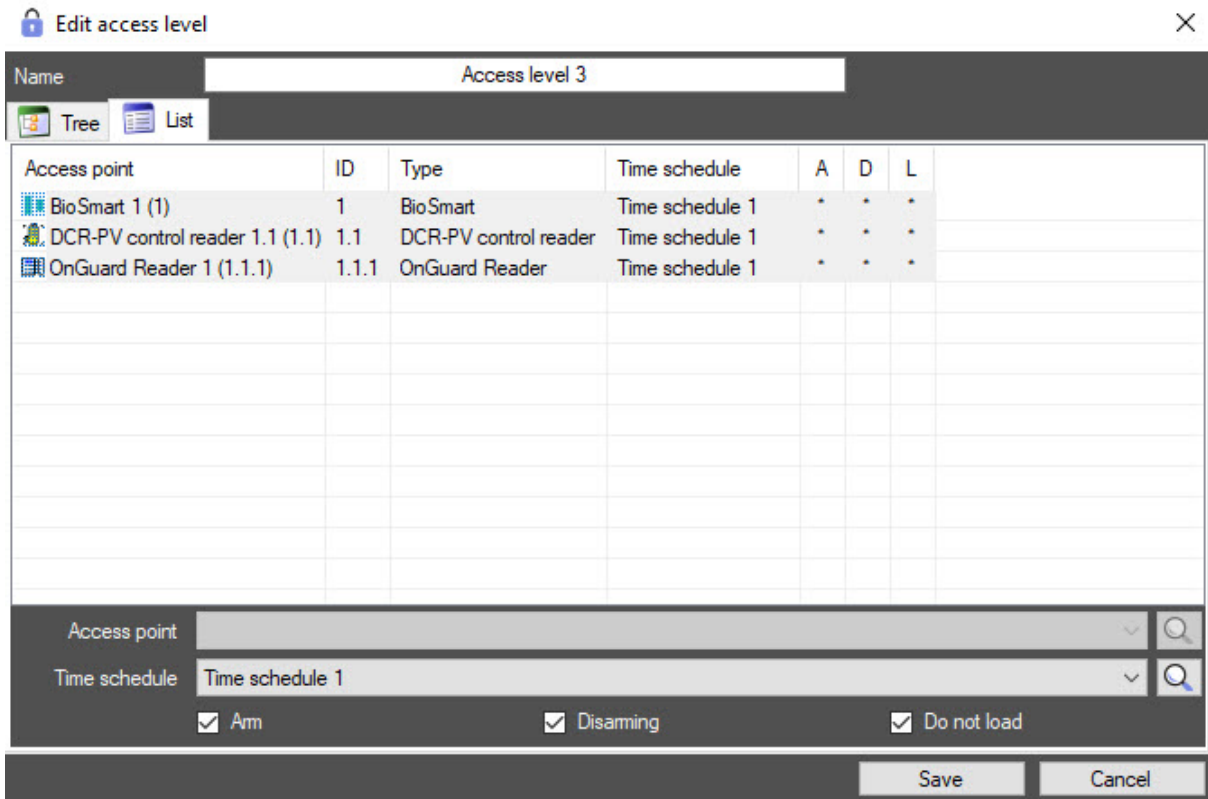 Edit access level
Name Access level 3
Tree List
Access point ID Type Time schedule A D L
BioSmart 1 (1) 1 BioSmart Time schedule 1 * * *
DCR-PV control reader 1.1 (1.1) 1.1 DCR-PV control reader Time schedule 1 * * *
OnGuard Reader 1 (1.1.1) 1.1.1 OnGuard Reader Time schedule 1 * * *
Access point
Time schedule Time schedule 1
Arm Disarming Do not load
Save Cancel